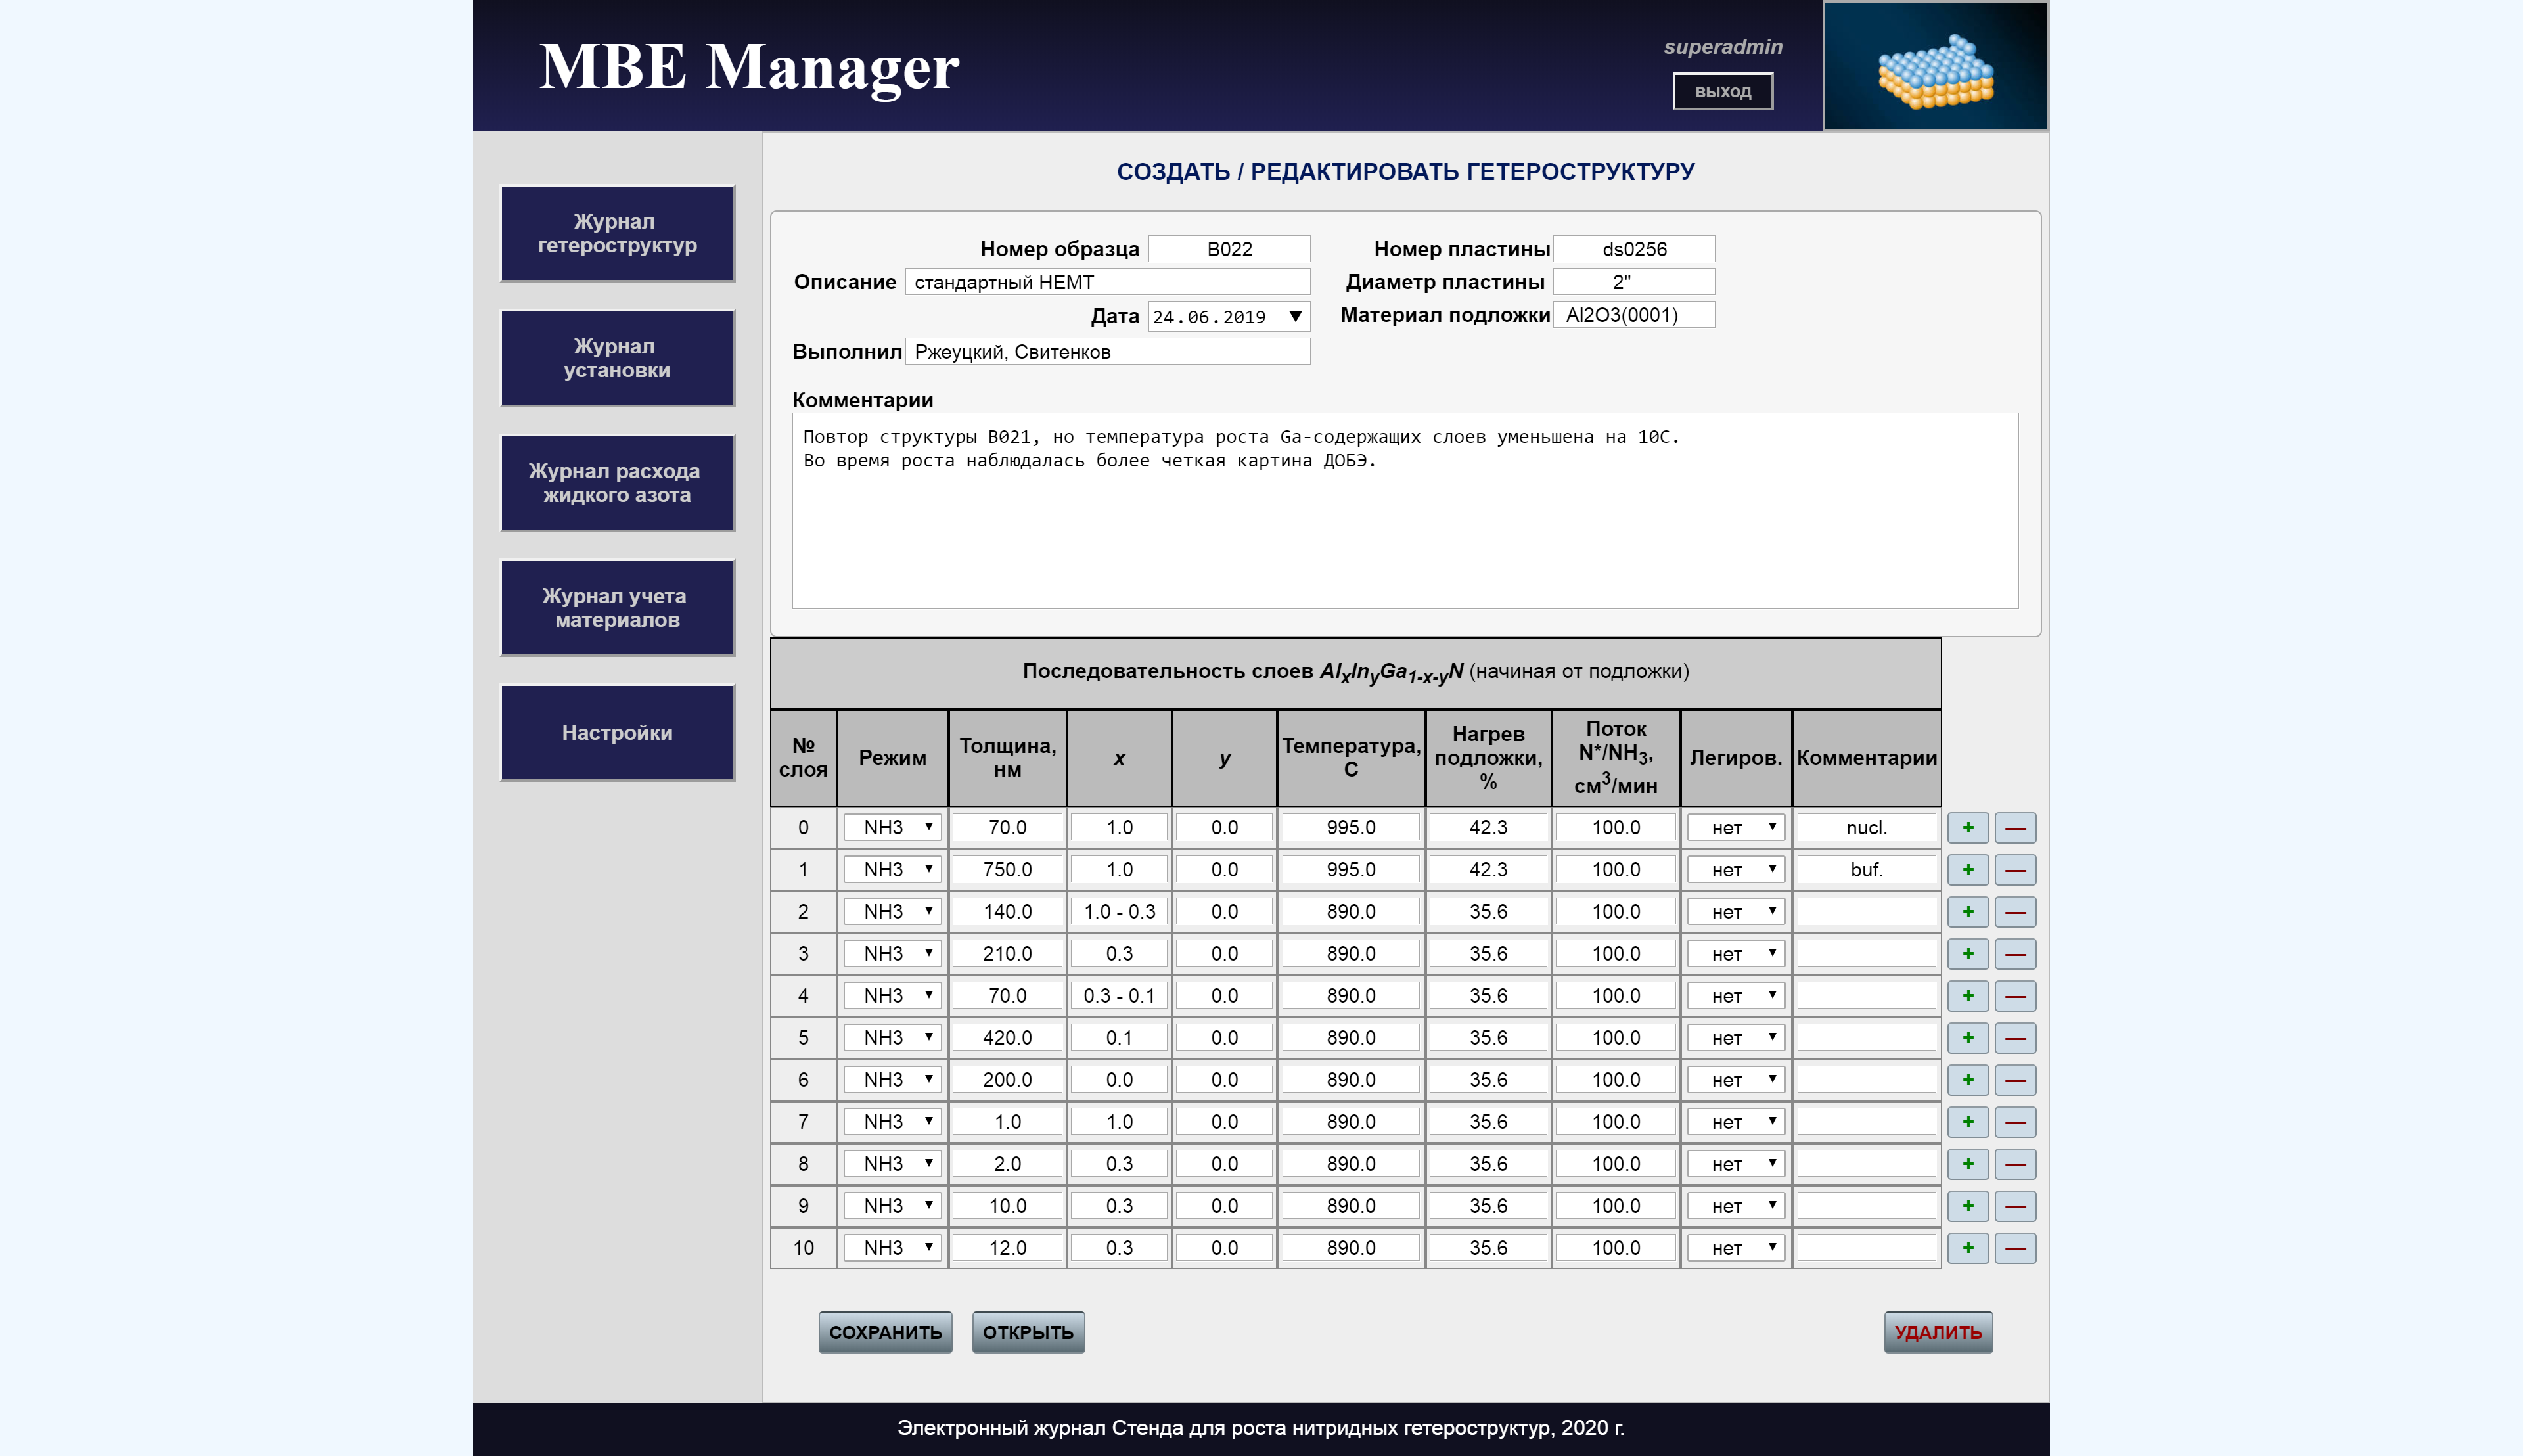 MBE Manager
superadmin
выход
Журнал
гетероструктур
Журнал
установки
Журнал расхода
жидкого азота
Журнал учета
материалов
Настройки
СОЗДАТЬ / РЕДАКТИРОВАТЬ ГЕТЕРОСТРУКТУРУ
Номер образца B022 Номер пластины ds0256
Описание стандартный HEMT Диаметр пластины 2"
Дата 24.06.2019 Материал подложки Al2O3(0001)
Выполнил Ржеуцкий, Свитенков
Комментарии
Повтор структуры B021, но температура роста Ga-содержащих слоев уменьшена на 10С.
Во время роста наблюдалась более четкая картина ДОБЭ.
Последовательность слоев AlxInyGa1-x-yN (начиная от подложки)
№ слоя Режим Толщина, нм x y Температура, С Нагрев подложки, % Поток N*/NH3, см3/мин Легиров. Комментарии
0 NH3 70.0 1.0 0.0 995.0 42.3 100.0 нет nucl. + —
1 NH3 750.0 1.0 0.0 995.0 42.3 100.0 нет buf. + —
2 NH3 140.0 1.0 - 0.3 0.0 890.0 35.6 100.0 нет + —
3 NH3 210.0 0.3 0.0 890.0 35.6 100.0 нет + —
4 NH3 70.0 0.3 - 0.1 0.0 890.0 35.6 100.0 нет + —
5 NH3 420.0 0.1 0.0 890.0 35.6 100.0 нет + —
6 NH3 200.0 0.0 0.0 890.0 35.6 100.0 нет + —
7 NH3 1.0 1.0 0.0 890.0 35.6 100.0 нет + —
8 NH3 2.0 0.3 0.0 890.0 35.6 100.0 нет + —
9 NH3 10.0 0.3 0.0 890.0 35.6 100.0 нет + —
10 NH3 12.0 0.3 0.0 890.0 35.6 100.0 нет + —
СОХРАНИТЬ ОТКРЫТЬ УДАЛИТЬ
Электронный журнал Стенда для роста нитридных гетероструктур, 2020 г.